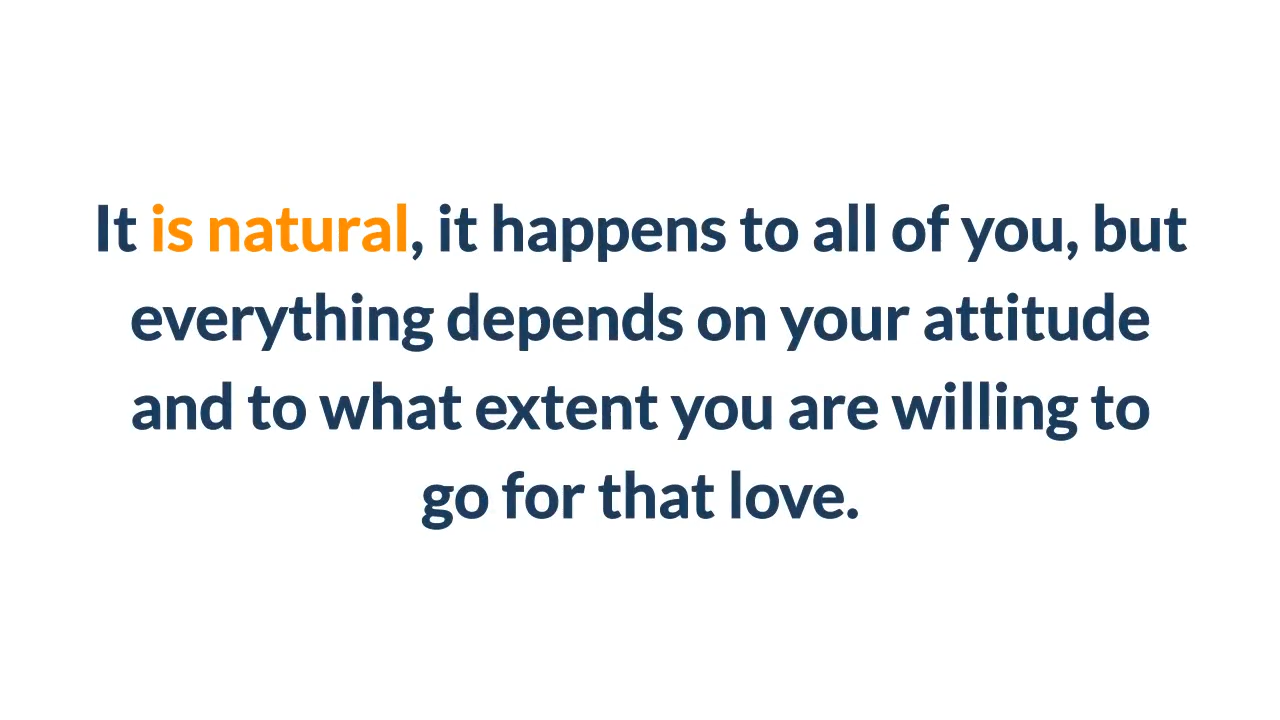 It is natural, it happens to all of you, but
everything depends on your attitude
and to what extent you are willing to
go for that love.